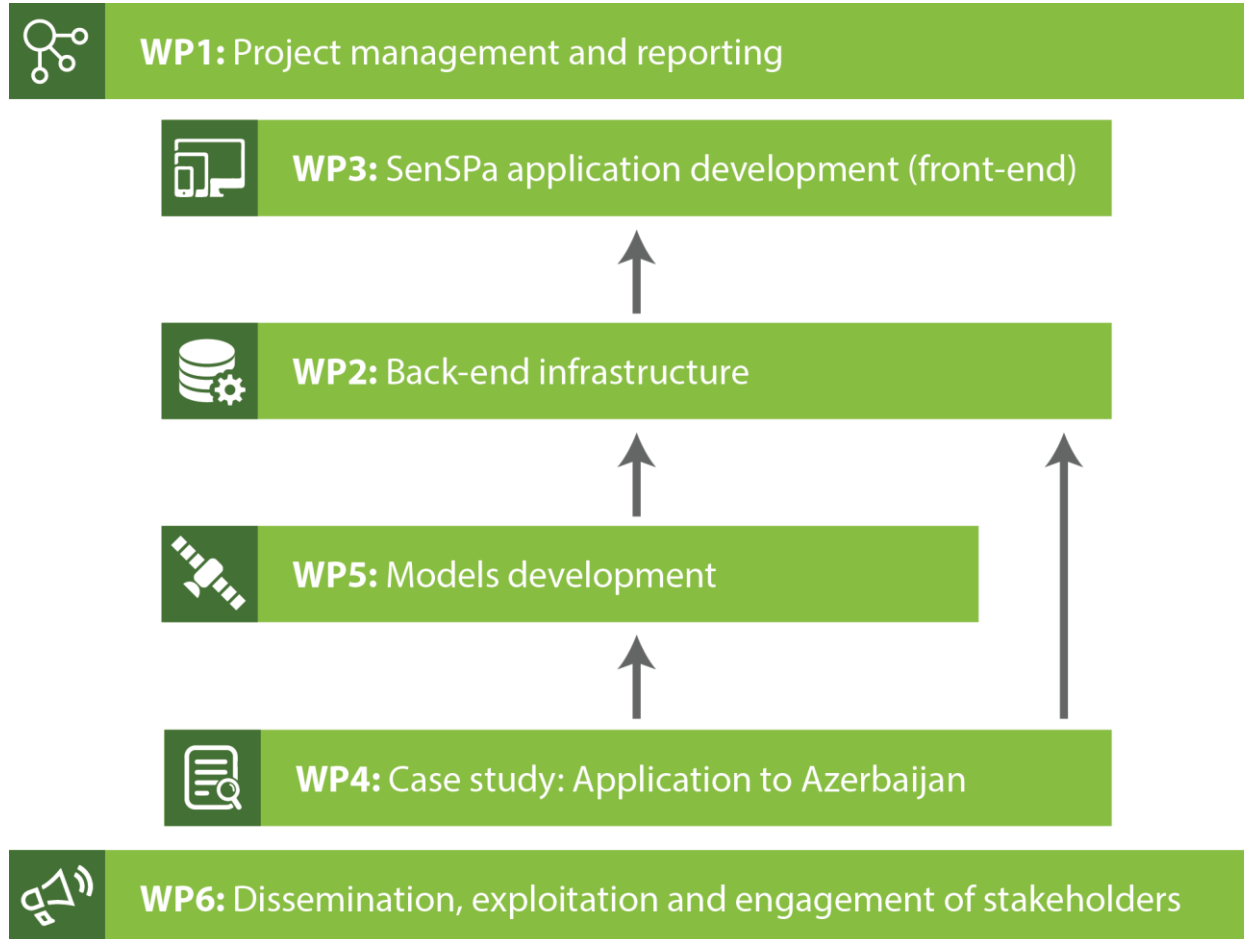 WP1: Project management and reporting
WP3: SenSPa application development (front-end)
WP2: Back-end infrastructure
WP5: Models development
WP4: Case study: Application to Azerbaijan
WP6: Dissemination, exploitation and engagement of stakeholders